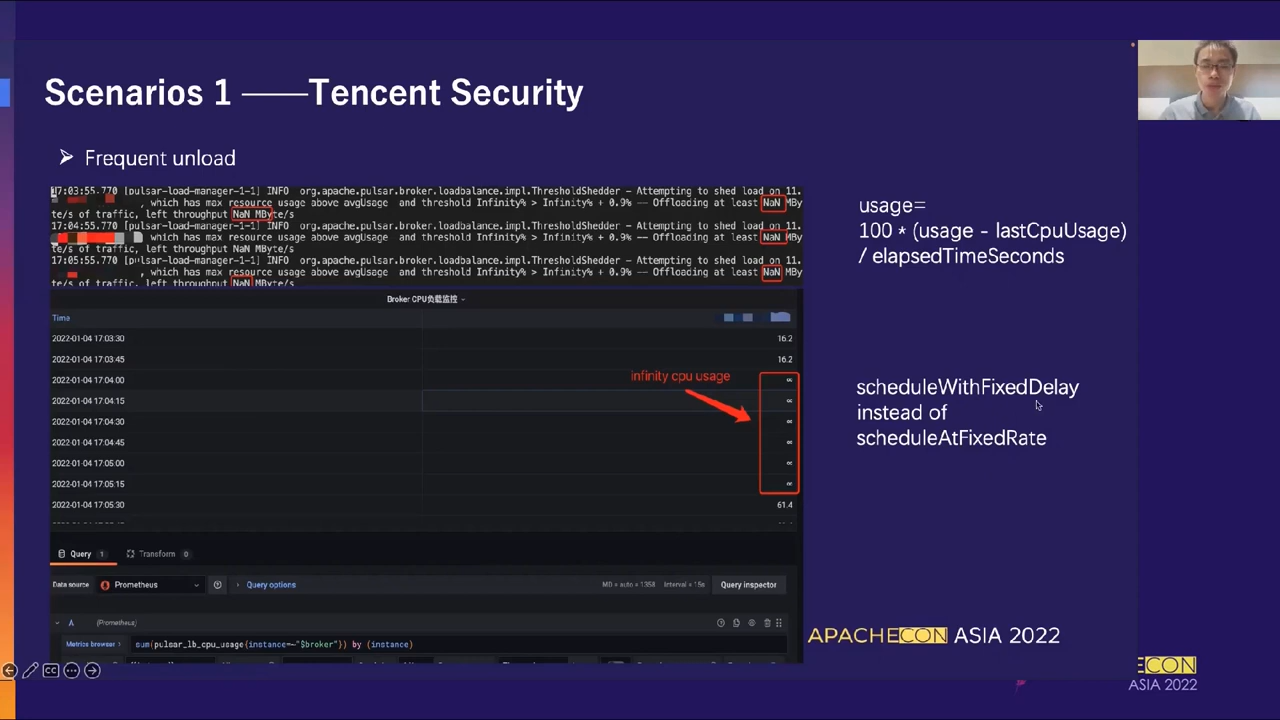 Scenarios 1 ——Tencent Security
Frequent unload
17:03:55.770 [pulsar-load-manager-1-1] INFO org.apache.pulsar.broker.loadbalance.impl.ThresholdShedder - Attempting to shed load on 11.
, which has max resource usage above avgUsage and threshold Infinity% > Infinity% + 0.9% -- Offloading at least NaN MBy
te/s of traffic, left throughput NaN MByte/s
17:04:55.770 [pulsar-load-manager-1-1] INFO org.apache.pulsar.broker.loadbalance.impl.ThresholdShedder - Attempting to shed load on 11.
, which has max resource usage above avgUsage and threshold Infinity% > Infinity% + 0.9% -- Offloading at least NaN MBy
te/s of traffic, left throughput NaN MByte/s
17:05:55.770 [pulsar-load-manager-1-1] INFO org.apache.pulsar.broker.loadbalance.impl.ThresholdShedder - Attempting to shed load on 11.
, which has max resource usage above avgUsage and threshold Infinity% > Infinity% + 0.9% -- Offloading at least NaN MBy
te/s of traffic, left throughput NaN MByte/s
Broker CPU负载监控
Time
2022-01-04 17:03:30 16.2
2022-01-04 17:03:45 16.2
2022-01-04 17:04:00 ∞
2022-01-04 17:04:15 ∞
2022-01-04 17:04:30 ∞
2022-01-04 17:04:45 ∞
2022-01-04 17:05:00 ∞
2022-01-04 17:05:15 ∞
2022-01-04 17:05:30 61.4
infinity cpu usage
Query 1 Transform 0
Data source Prometheus Query options MD = auto = 1358 Interval = 15s Query inspector
A (Prometheus)
Metrics browser > sum(pulsar_lb_cpu_usage{instance=~"$broker"}) by (instance)
usage=
100 * (usage - lastCpuUsage)
/ elapsedTimeSeconds
scheduleWithFixedDelay
instead of
scheduleAtFixedRate
APACHECON ASIA 2022
ECON
ASIA 2022
CC